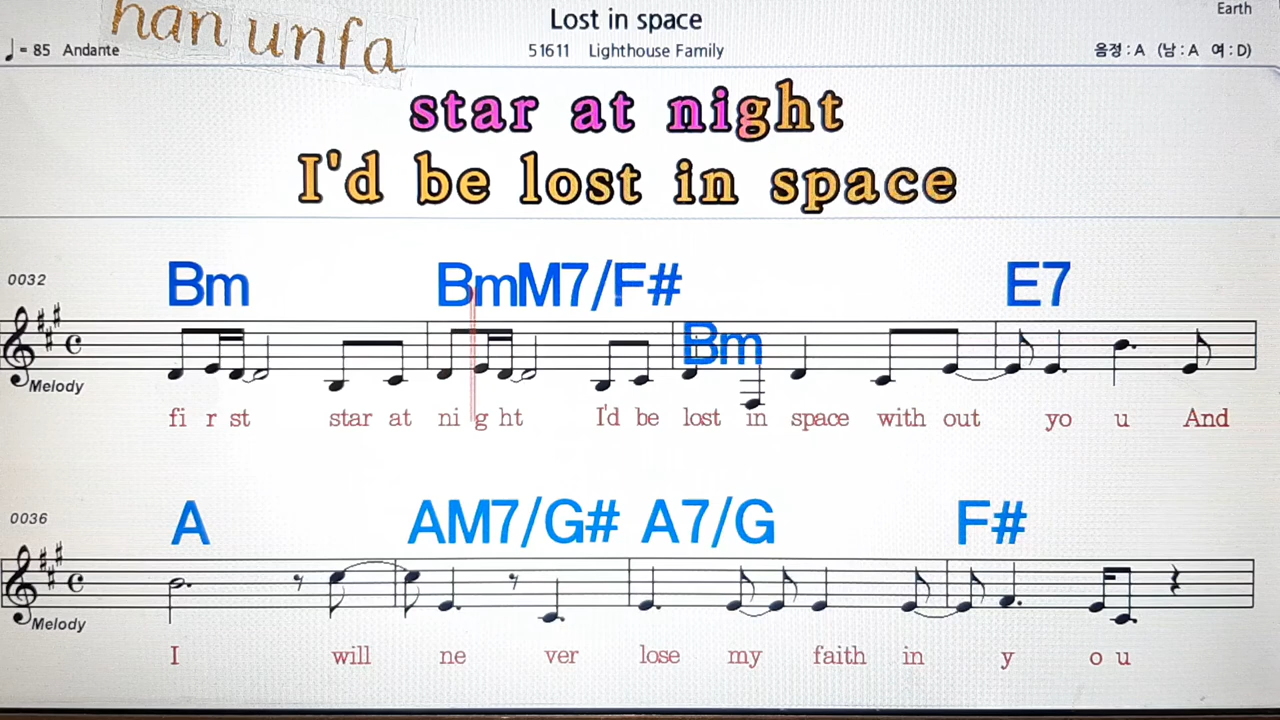 han unfa
Lost in space
Earth
♩= 85 Andante
51611 Lighthouse Family
음정 : A (남 : A 여 : D)
star at night
I'd be lost in space
0032
Bm BmM7/F# Bm E7
Melody
fi r st star at ni g ht I'd be lost in space with out yo u And
0036
A AM7/G# A7/G F#
Melody
I will ne ver lose my faith in y o u